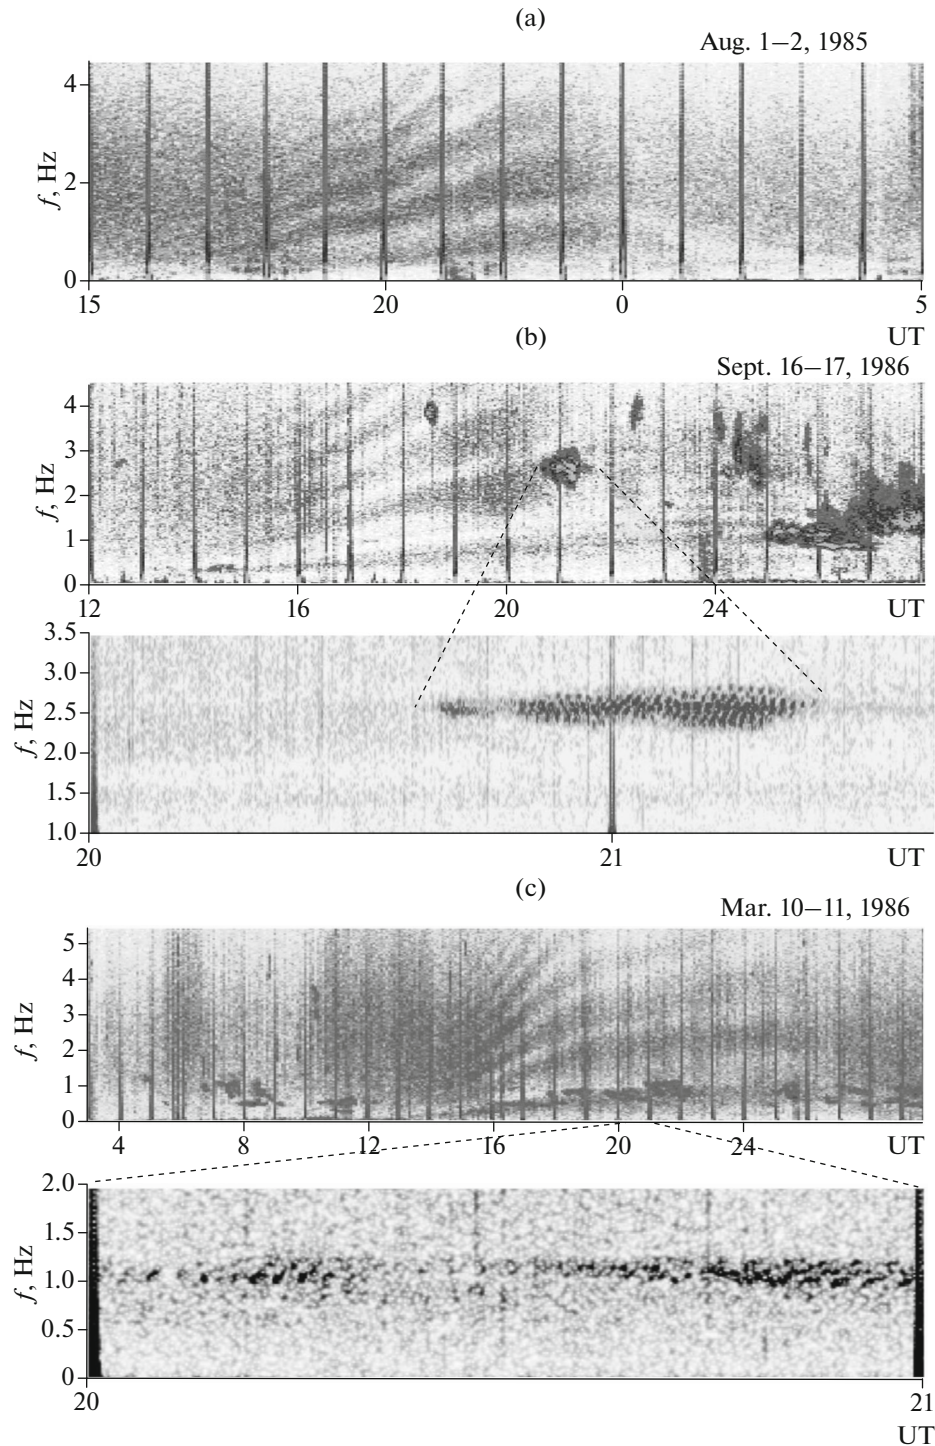 (a)
Aug. 1–2, 1985
4
2
0
f, Hz
15 20 0 5
UT
(b)
Sept. 16–17, 1986
4
3
2
1
0
f, Hz
12 16 20 24 UT
3.5
3.0
2.5
2.0
1.5
1.0
f, Hz
20 21 UT
(c)
Mar. 10–11, 1986
5
4
3
2
1
0
f, Hz
4 8 12 16 20 24 UT
2.0
1.5
1.0
0.5
0
f, Hz
20 21
UT